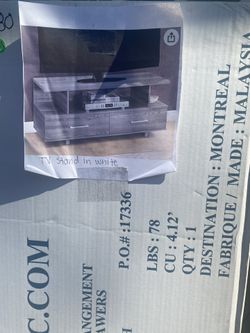 80
TV Stand in white
C.COM
ANGEMENT
AWERS
H
P.O.# : 17336
LBS : 78
CU : 4.12"
QTY : 1
DESTINATION : MONTREAL
FABRIQUE / MADE : MALAYSIA